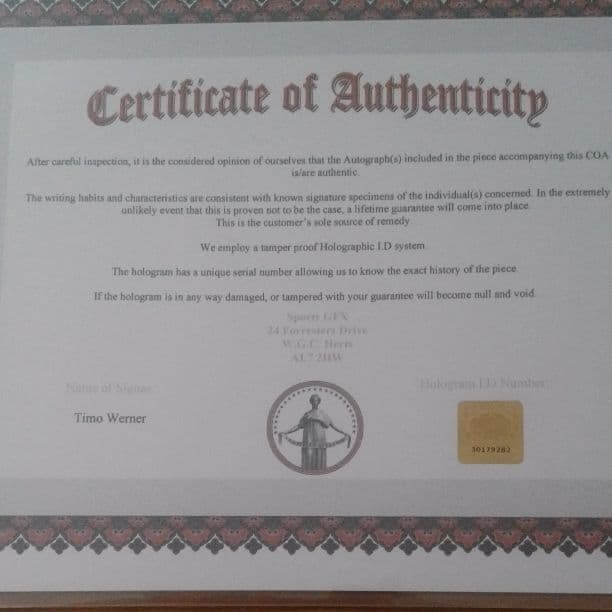 Certificate of Authenticity
After careful inspection, it is the considered opinion of ourselves that the Autograph(s) included in the piece accompanying this COA
is/are authentic.
The writing habits and characteristics are consistent with known signature specimens of the individual(s) concerned. In the extremely
unlikely event that this is proven not to be the case, a lifetime guarantee will come into place.
This is the customer's sole source of remedy.
We employ a tamper proof Holographic I.D system.
The hologram has a unique serial number allowing us to know the exact history of the piece.
If the hologram is in any way damaged, or tampered with your guarantee will become null and void.
Sports GFX
24 Forresters Drive
W.G.C. Herts
AL7 2HW
Name of Signee:
Hologram I.D Number:
Timo Werner
30179282